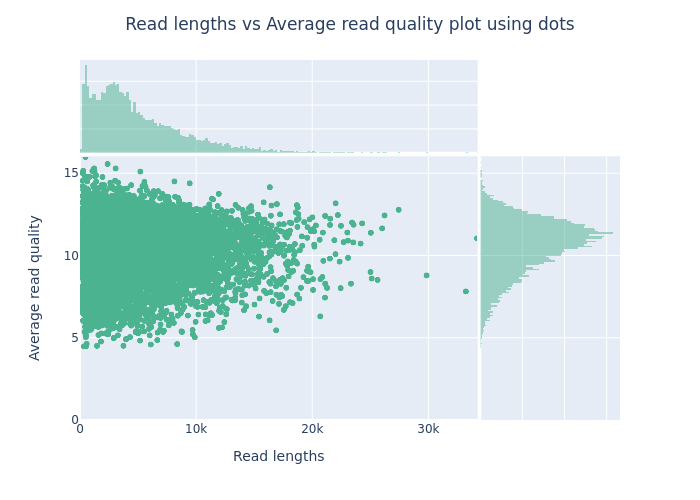 Read lengths vs Average read quality plot using dots
15
10
5
0
Average read quality
0 10k 20k 30k
Read lengths